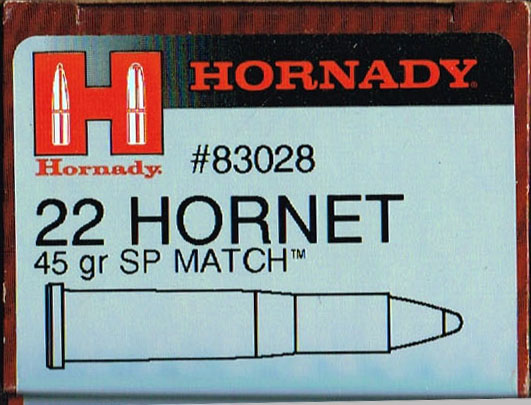 HORNADY
Hornady.
#83028
22 HORNET
45 gr SP MATCH™